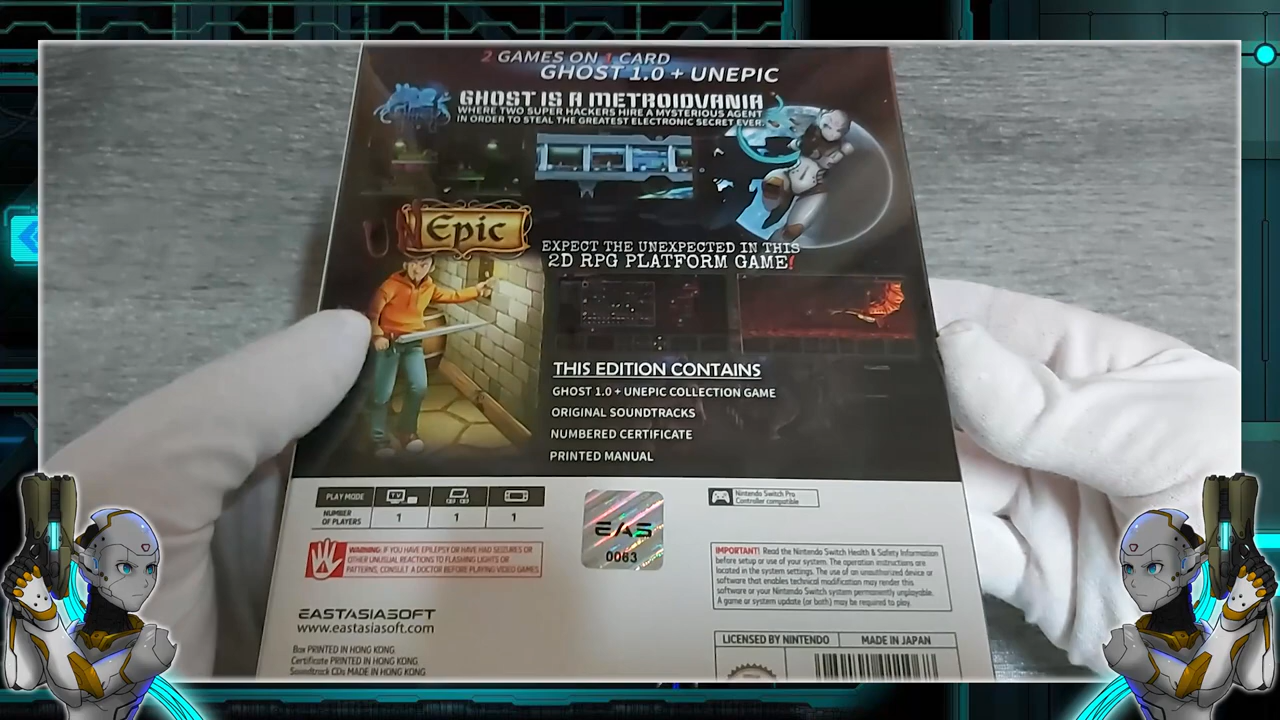 2 GAMES ON 1 CARD
GHOST 1.0 + UNEPIC
GHOST IS A METROIDVANIA
WHERE TWO SUPER HACKERS HIRE A MYSTERIOUS AGENT
IN ORDER TO STEAL THE GREATEST ELECTRONIC SECRET EVER.
UNEpic
EXPECT THE UNEXPECTED IN THIS
2D RPG PLATFORM GAME!
THIS EDITION CONTAINS
GHOST 1.0 + UNEPIC COLLECTION GAME
ORIGINAL SOUNDTRACKS
NUMBERED CERTIFICATE
PRINTED MANUAL
PLAY MODE
TV
NUMBER OF PLAYERS
1 1 1
EAS
0063
Nintendo Switch Pro
Controller compatible
WARNING: IF YOU HAVE EPILEPSY OR HAVE HAD SEIZURES OR
OTHER UNUSUAL REACTIONS TO FLASHING LIGHTS OR
PATTERNS, CONSULT A DOCTOR BEFORE PLAYING VIDEO GAMES.
IMPORTANT! Read the Nintendo Switch Health & Safety Information
before setup or use of your system. The operation instructions are
located in the system settings. The use of an unauthorized device or
software that enables technical modification may render this
software or your Nintendo Switch system permanently unplayable.
A game or system update (or both) may be required to play.
EASTASIASOFT
www.eastasiasoft.com
LICENSED BY NINTENDO
MADE IN JAPAN
Box PRINTED IN HONG KONG
Certificate PRINTED IN HONG KONG
Soundtrack CDs MADE IN HONG KONG